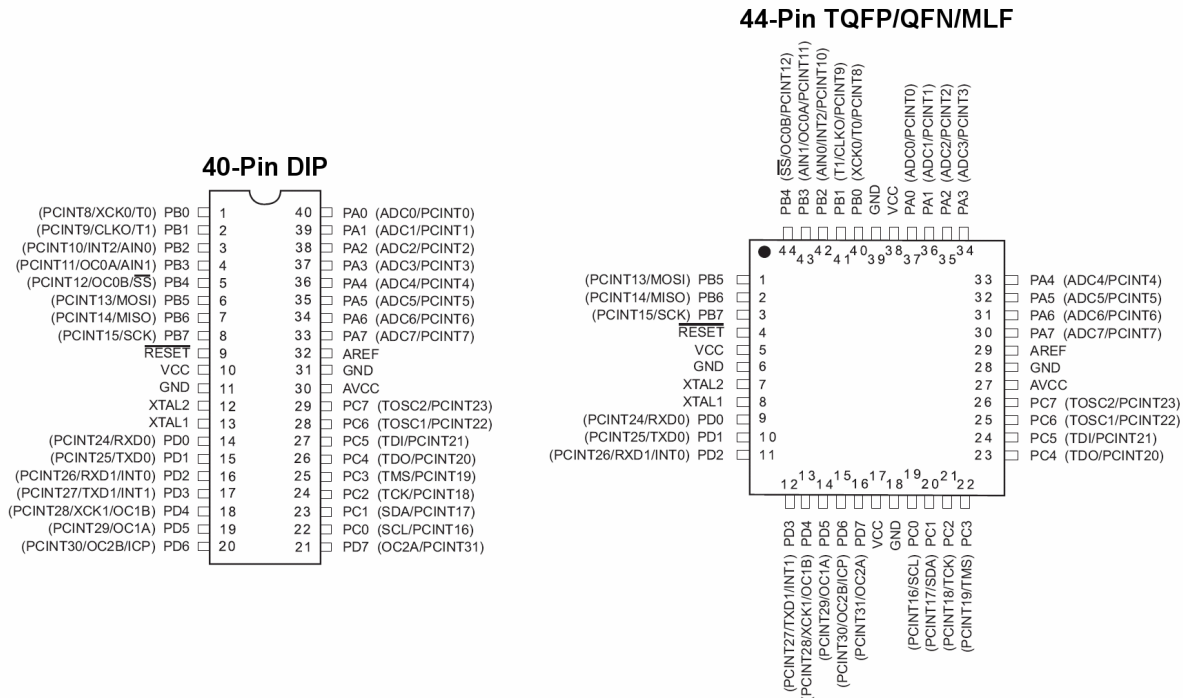 44-Pin TQFP/QFN/MLF
PB4 (SS/OC0B/PCINT12)
PB3 (AIN1/OC0A/PCINT11)
PB2 (AIN0/INT2/PCINT10)
PB1 (T1/CLKO/PCINT9)
PB0 (XCK0/T0/PCINT8)
GND
VCC
PA0 (ADC0/PCINT0)
PA1 (ADC1/PCINT1)
PA2 (ADC2/PCINT2)
PA3 (ADC3/PCINT3)
40-Pin DIP
(PCINT8/XCK0/T0) PB0 1 40 PA0 (ADC0/PCINT0)
(PCINT9/CLKO/T1) PB1 2 39 PA1 (ADC1/PCINT1)
(PCINT10/INT2/AIN0) PB2 3 38 PA2 (ADC2/PCINT2)
(PCINT11/OC0A/AIN1) PB3 4 37 PA3 (ADC3/PCINT3)
(PCINT12/OC0B/SS) PB4 5 36 PA4 (ADC4/PCINT4)
(PCINT13/MOSI) PB5 6 35 PA5 (ADC5/PCINT5)
(PCINT14/MISO) PB6 7 34 PA6 (ADC6/PCINT6)
(PCINT15/SCK) PB7 8 33 PA7 (ADC7/PCINT7)
RESET 9 32 AREF
VCC 10 31 GND
GND 11 30 AVCC
XTAL2 12 29 PC7 (TOSC2/PCINT23)
XTAL1 13 28 PC6 (TOSC1/PCINT22)
(PCINT24/RXD0) PD0 14 27 PC5 (TDI/PCINT21)
(PCINT25/TXD0) PD1 15 26 PC4 (TDO/PCINT20)
(PCINT26/RXD1/INT0) PD2 16 25 PC3 (TMS/PCINT19)
(PCINT27/TXD1/INT1) PD3 17 24 PC2 (TCK/PCINT18)
(PCINT28/XCK1/OC1B) PD4 18 23 PC1 (SDA/PCINT17)
(PCINT29/OC1A) PD5 19 22 PC0 (SCL/PCINT16)
(PCINT30/OC2B/ICP) PD6 20 21 PD7 (OC2A/PCINT31)
44 43 42 41 40 39 38 37 36 35 34
(PCINT13/MOSI) PB5 1 33 PA4 (ADC4/PCINT4)
(PCINT14/MISO) PB6 2 32 PA5 (ADC5/PCINT5)
(PCINT15/SCK) PB7 3 31 PA6 (ADC6/PCINT6)
RESET 4 30 PA7 (ADC7/PCINT7)
VCC 5 29 AREF
GND 6 28 GND
XTAL2 7 27 AVCC
XTAL1 8 26 PC7 (TOSC2/PCINT23)
(PCINT24/RXD0) PD0 9 25 PC6 (TOSC1/PCINT22)
(PCINT25/TXD0) PD1 10 24 PC5 (TDI/PCINT21)
(PCINT26/RXD1/INT0) PD2 11 23 PC4 (TDO/PCINT20)
12 13 14 15 16 17 18 19 20 21 22
(PCINT27/TXD1/INT1) PD3
(PCINT28/XCK1/OC1B) PD4
(PCINT29/OC1A) PD5
(PCINT30/OC2B/ICP) PD6
(PCINT31/OC2A) PD7
VCC
GND
(PCINT16/SCL) PC0
(PCINT17/SDA) PC1
(PCINT18/TCK) PC2
(PCINT19/TMS) PC3